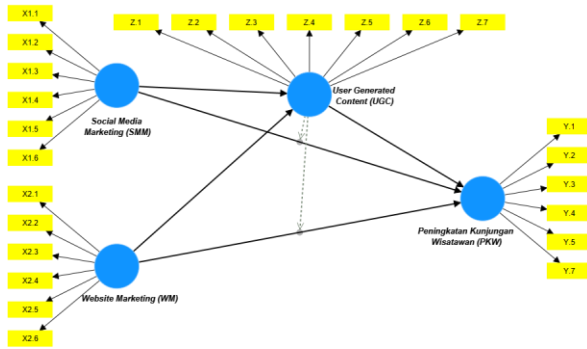 X1.1
X1.2
X1.3
X1.4
X1.5
X1.6
Z.1
Z.2
Z.3
Z.4
Z.5
Z.6
Z.7
Social Media
Marketing (SMM)
User Generated
Content (UGC)
Y.1
Y.2
Y.3
Y.4
Y.5
Y.7
Peningkatan Kunjungan
Wisatawan (PKW)
X2.1
X2.2
X2.3
X2.4
X2.5
X2.6
Website Marketing (WM)